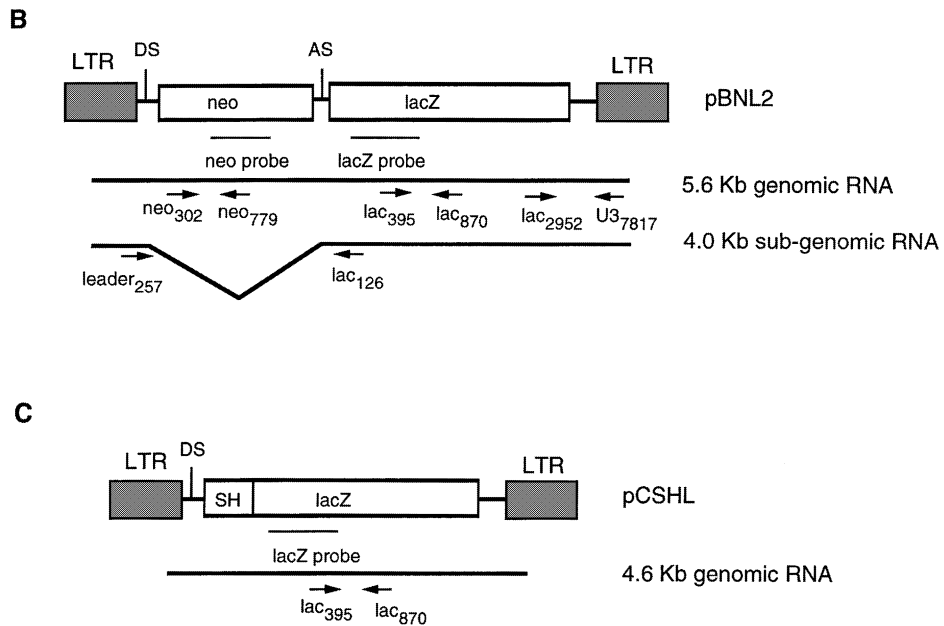 B
LTR DS AS LTR
neo lacZ pBNL2
neo probe lacZ probe
5.6 Kb genomic RNA
neo302 neo779 lac395 lac870 lac2952 U37817
4.0 Kb sub-genomic RNA
leader257 lac126
C
LTR DS LTR
SH lacZ pCSHL
lacZ probe
4.6 Kb genomic RNA
lac395 lac870